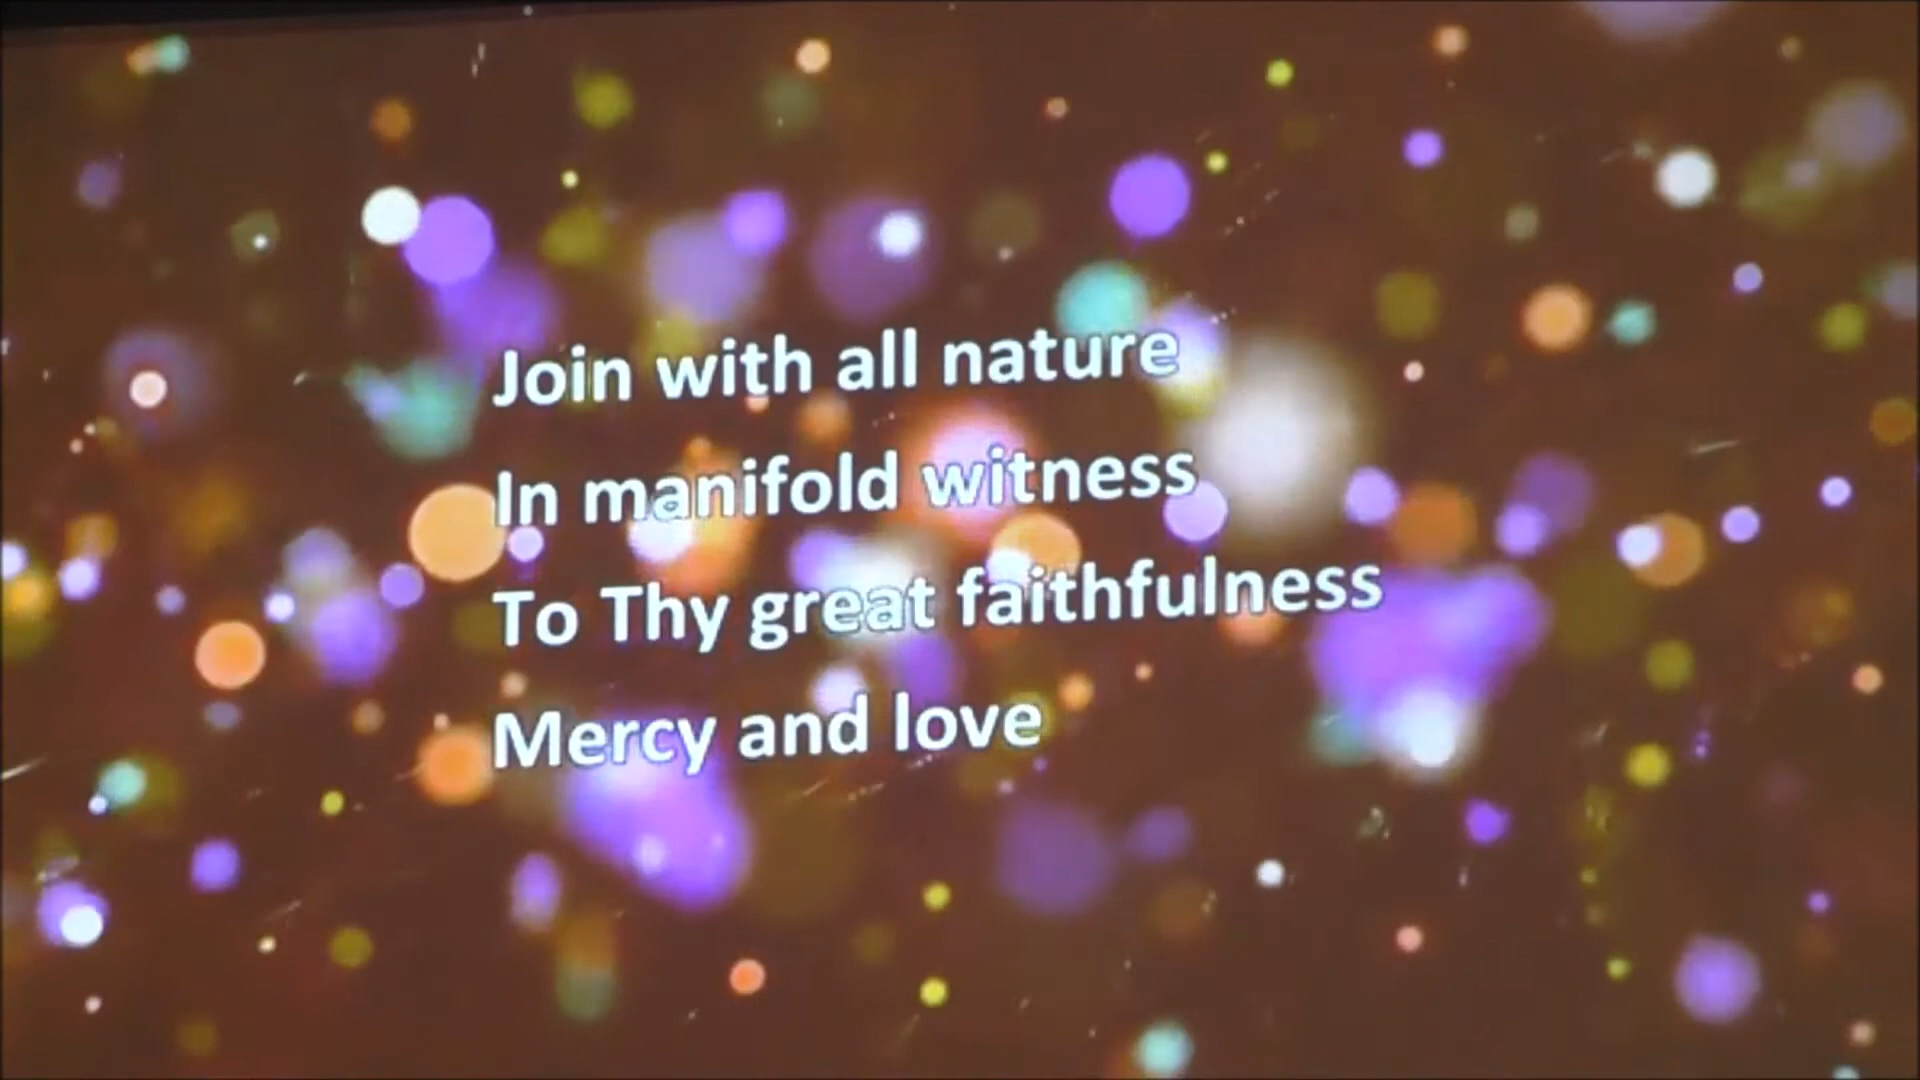 Join with all nature
In manifold witness
To Thy great faithfulness
Mercy and love